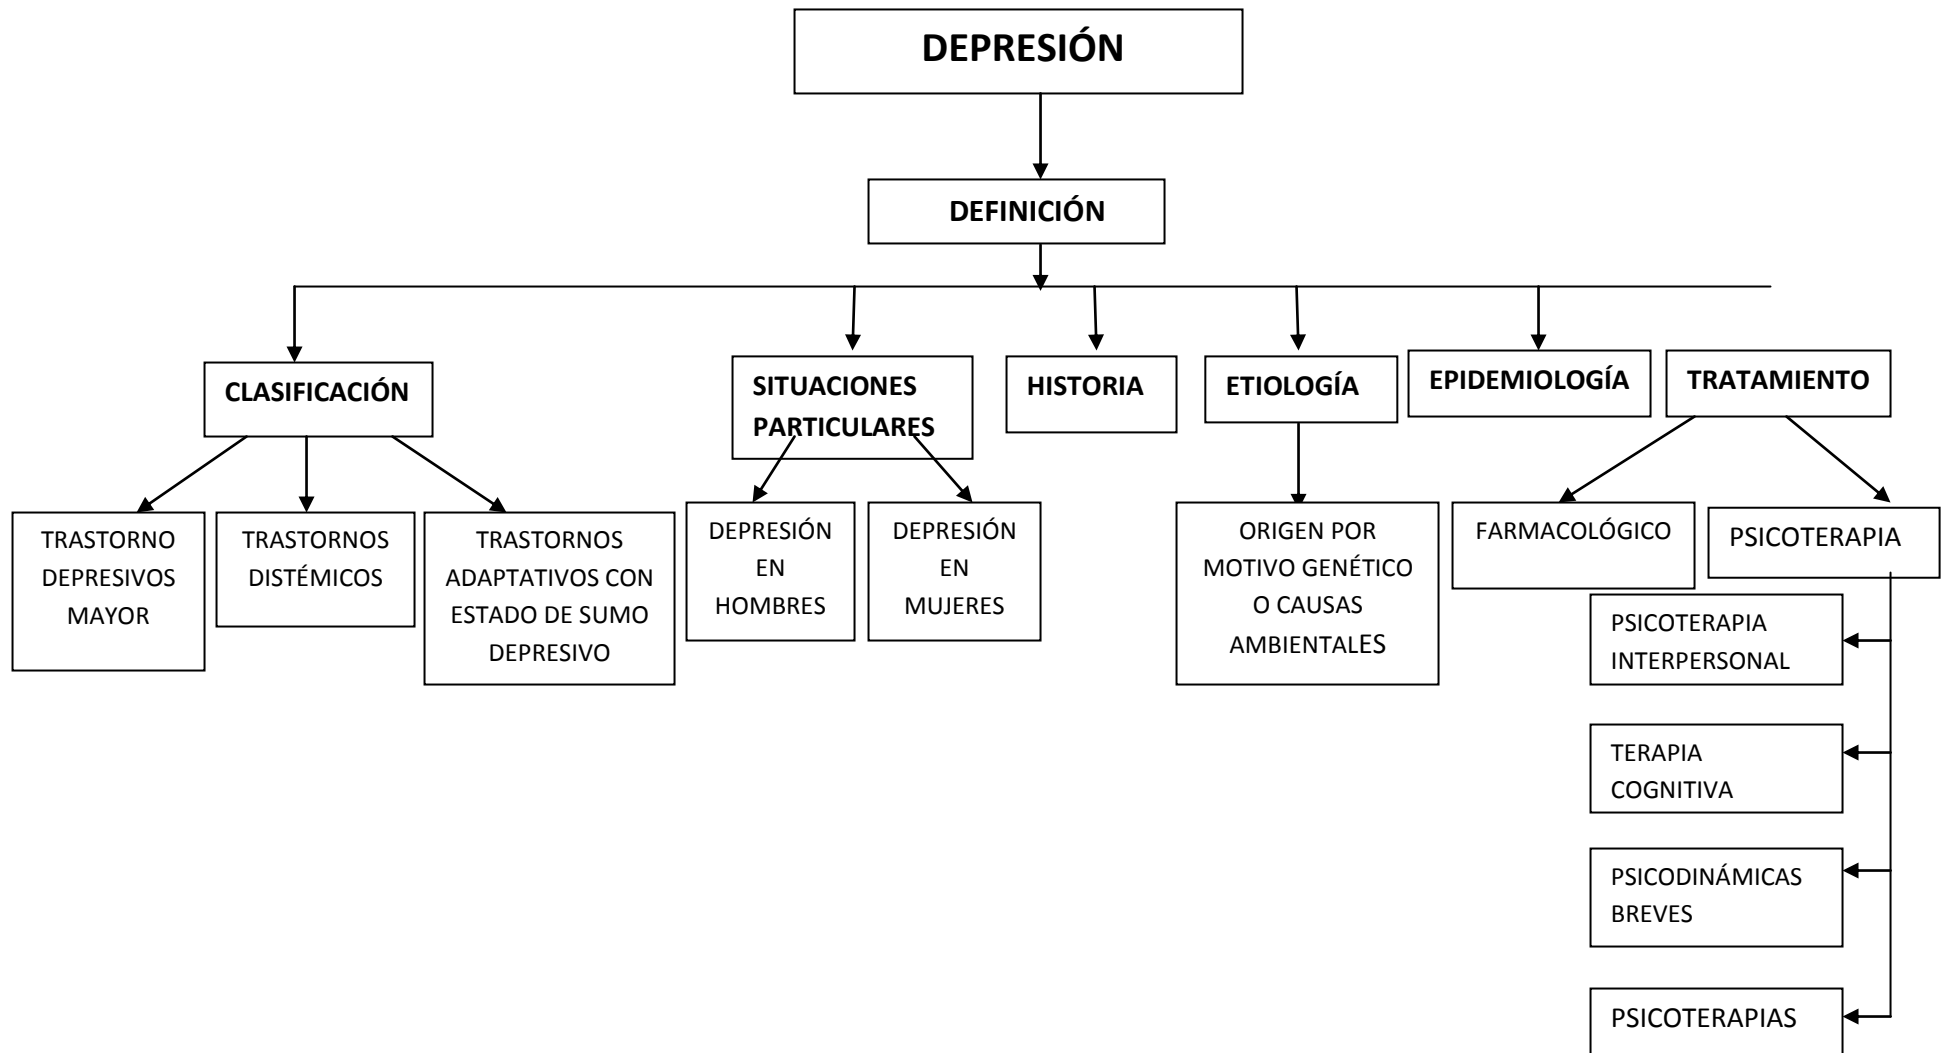 DEPRESIÓN
DEFINICIÓN
CLASIFICACIÓN
SITUACIONES
PARTICULARES
HISTORIA
ETIOLOGÍA
EPIDEMIOLOGÍA
TRATAMIENTO
TRASTORNO
DEPRESIVOS
MAYOR
TRASTORNOS
DISTÉMICOS
TRASTORNOS
ADAPTATIVOS CON
ESTADO DE SUMO
DEPRESIVO
DEPRESIÓN
EN
HOMBRES
DEPRESIÓN
EN
MUJERES
ORIGEN POR
MOTIVO GENÉTICO
O CAUSAS
AMBIENTALES
FARMACOLÓGICO
PSICOTERAPIA
PSICOTERAPIA
INTERPERSONAL
TERAPIA
COGNITIVA
PSICODINÁMICAS
BREVES
PSICOTERAPIAS